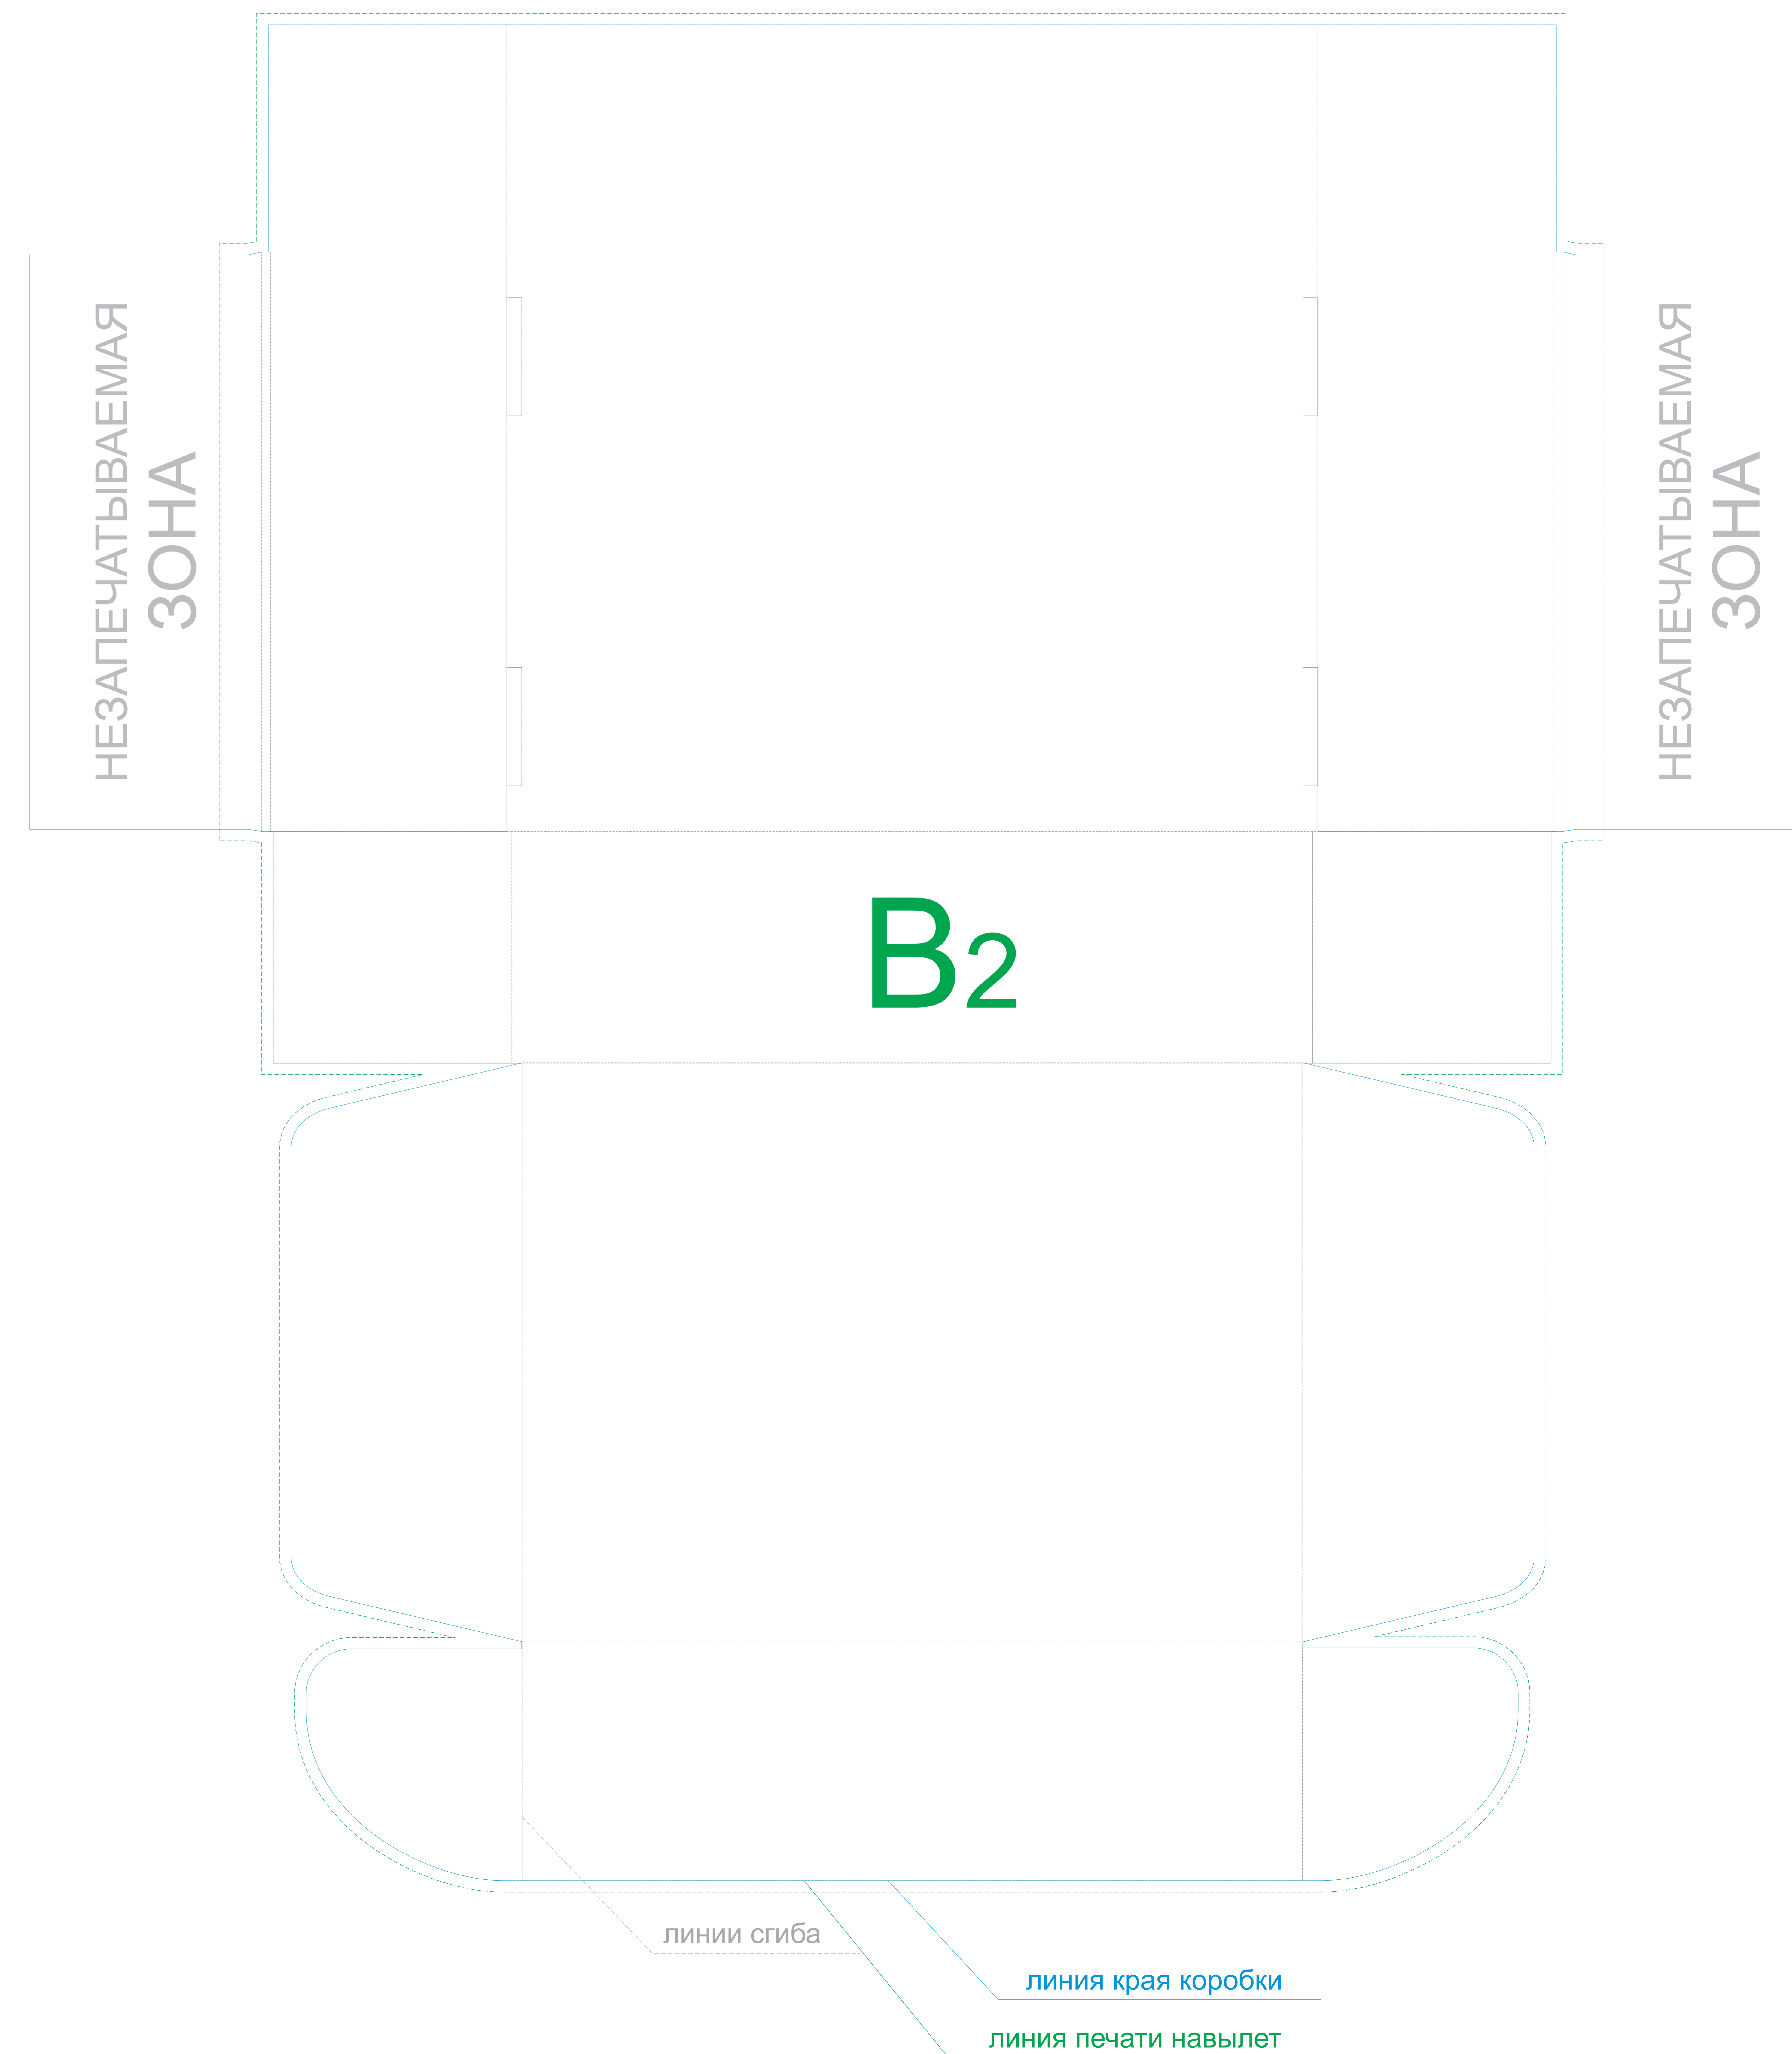 НЕЗАПЕЧАТЫВАЕМАЯ
ЗОНА
НЕЗАПЕЧАТЫВАЕМАЯ
ЗОНА
B2
линии сгиба
линия края коробки
линия печати навылет